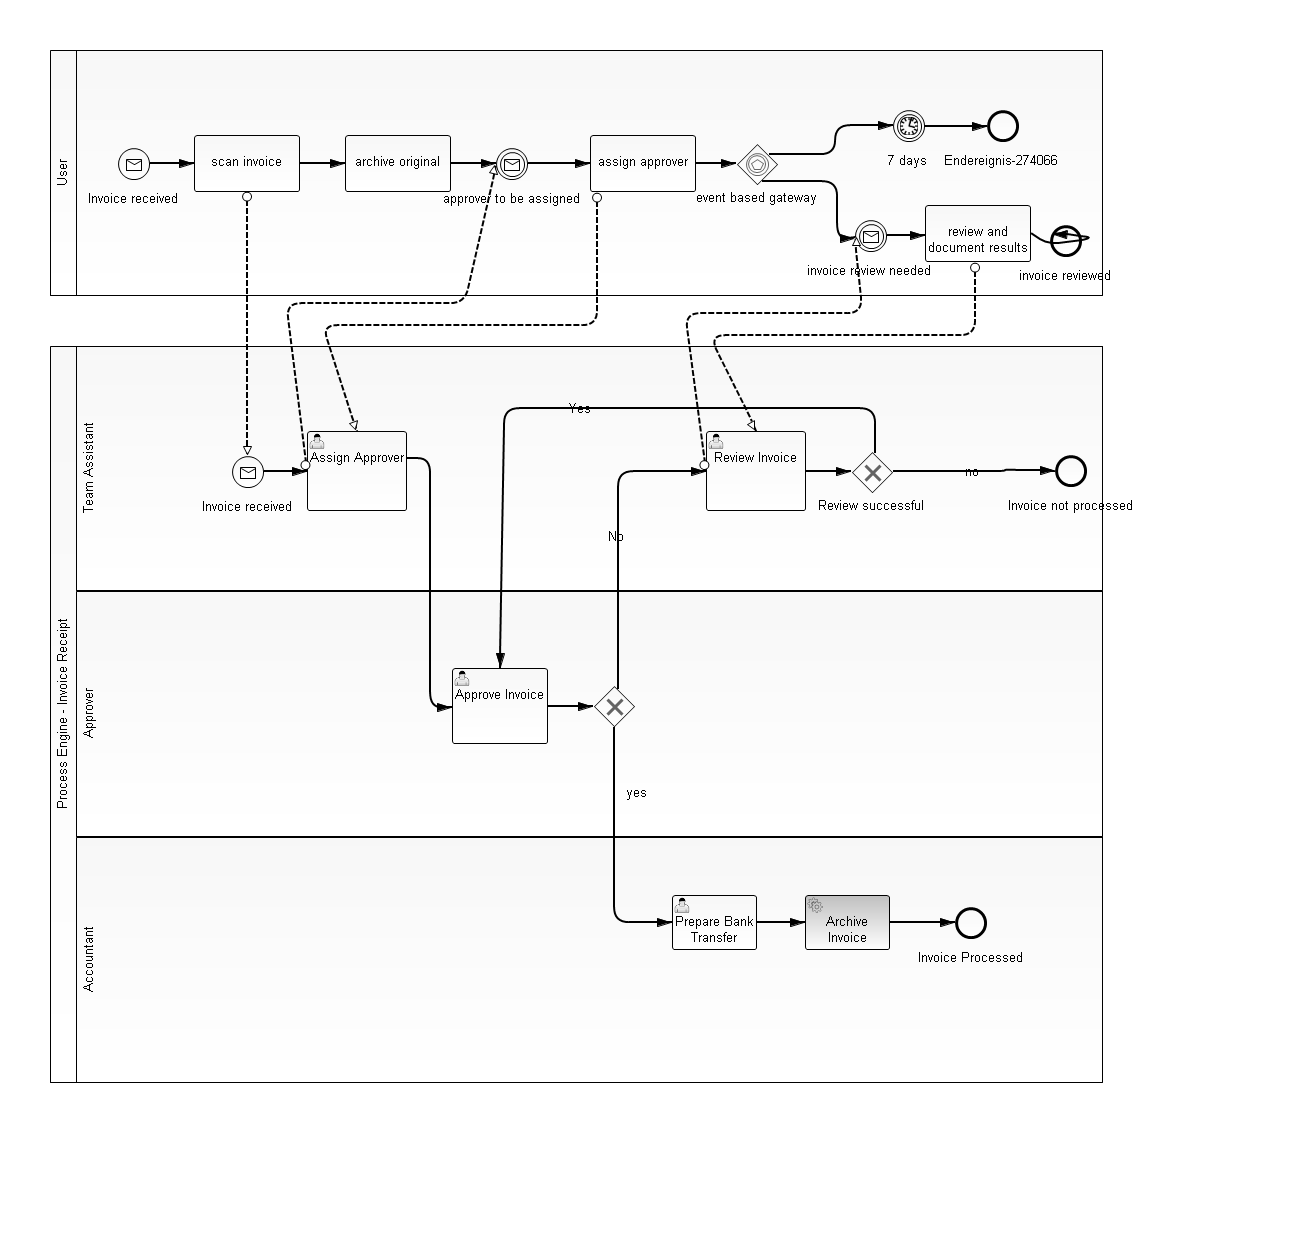 User
scan invoice
archive original
assign approver
Invoice received
approver to be assigned
event based gateway
7 days
Endereignis-274066
review and
document results
invoice review needed
invoice reviewed
Process Engine - Invoice Receipt
Team Assistant
Yes
Assign Approver
Review Invoice
no
Invoice received
Review successful
Invoice not processed
No
Approver
Approve Invoice
yes
Accountant
Prepare Bank
Transfer
Archive
Invoice
Invoice Processed